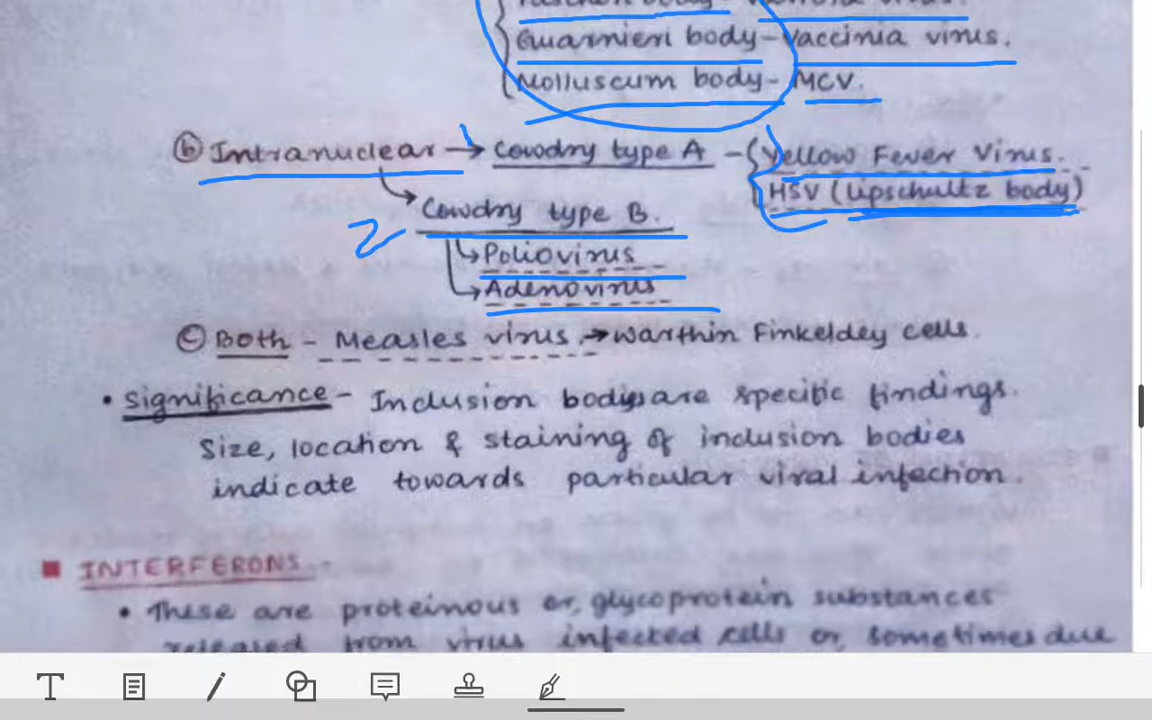 Guarnieri body - Vaccinia virus.
Molluscum body - MCV.
ⓑ Intranuclear → Cowdry type A - { Yellow Fever Virus.
HSV (Lipschultz body)
Cowdry type B.
↳ Poliovirus
↳ Adenovirus
ⓒ Both - Measles virus → Warthin Finkeldey cells.
• Significance - Inclusion bodys are specific findings.
Size, location & staining of inclusion bodies
indicate towards particular viral infection.
■ INTERFERONS -
• These are proteinous or, glycoprotein substances
released from virus infected cells or, sometimes due